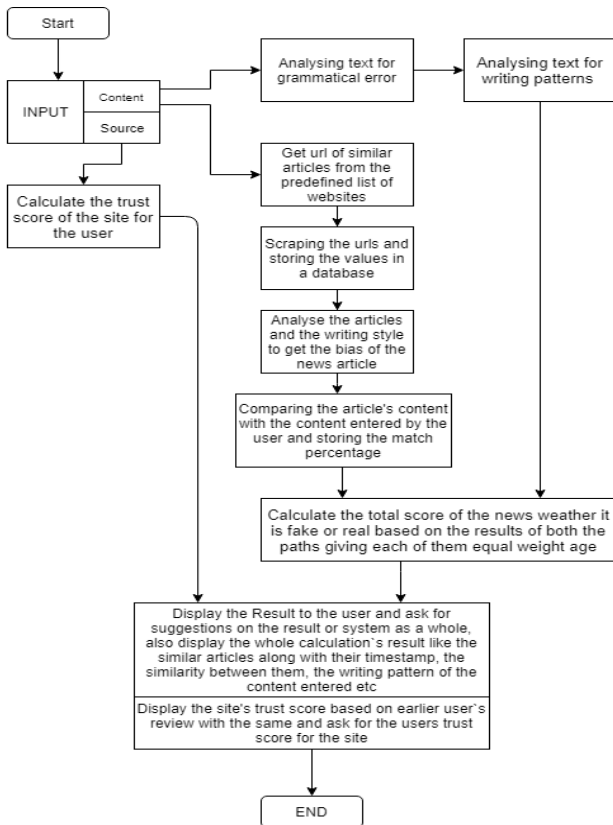 Start
INPUT
Content
Source
Analysing text for
grammatical error
Analysing text for
writing patterns
Get url of similar
articles from the
predefined list of
websites
Calculate the trust
score of the site for
the user
Scraping the urls and
storing the values in
a database
Analyse the articles
and the writing style
to get the bias of the
news article
Comparing the article's content
with the content entered by the
user and storing the match
percentage
Calculate the total score of the news weather it
is fake or real based on the results of both the
paths giving each of them equal weight age
Display the Result to the user and ask for
suggestions on the result or system as a whole,
also display the whole calculation`s result like the
similar articles along with their timestamp, the
similarity between them, the writing pattern of the
content entered etc
Display the site's trust score based on earlier user`s
review with the same and ask for the users trust
score for the site
END